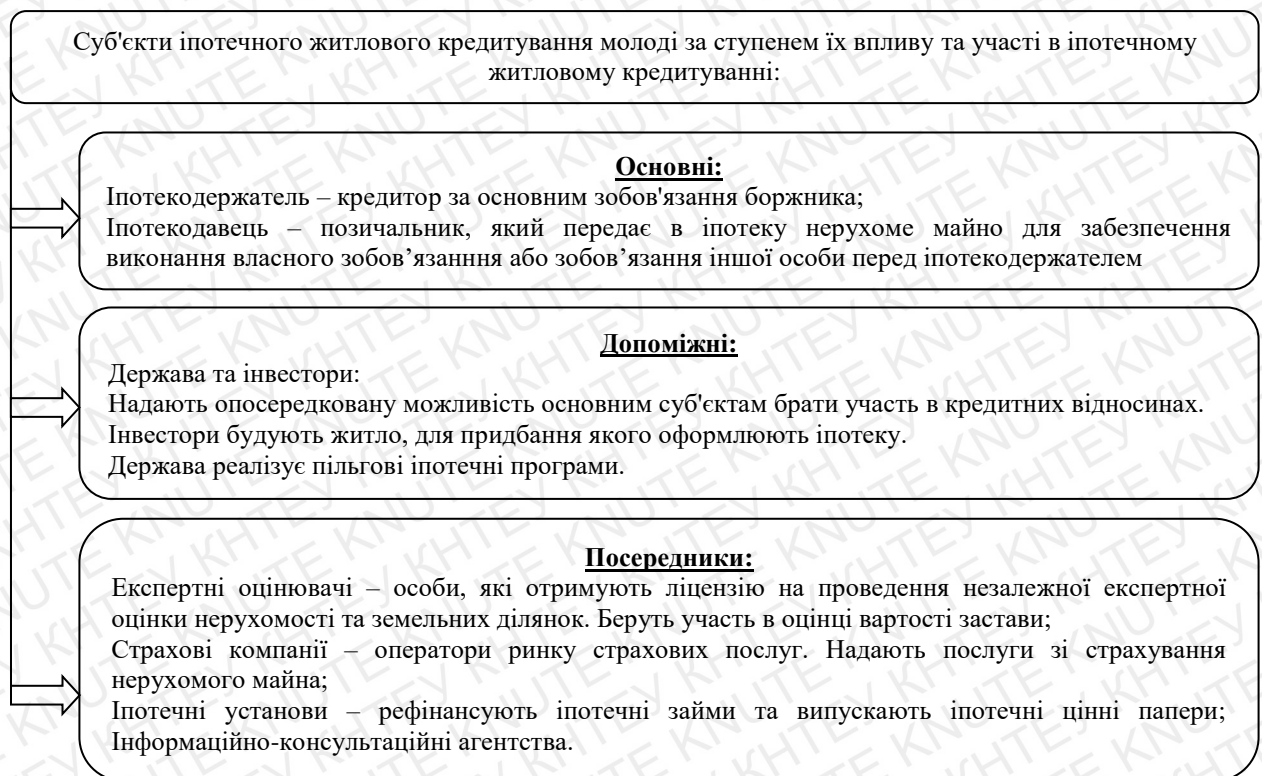 Суб'єкти іпотечного житлового кредитування молоді за ступенем їх впливу та участі в іпотечному
житловому кредитуванні:
Основні:
Іпотекодержатель – кредитор за основним зобов'язання боржника;
Іпотекодавець – позичальник, який передає в іпотеку нерухоме майно для забезпечення
виконання власного зобов’язанння або зобов’язання іншої особи перед іпотекодержателем
Допоміжні:
Держава та інвестори:
Надають опосередковану можливість основним суб'єктам брати участь в кредитних відносинах.
Інвестори будують житло, для придбання якого оформлюють іпотеку.
Держава реалізує пільгові іпотечні програми.
Посередники:
Експертні оцінювачі – особи, які отримують ліцензію на проведення незалежної експертної
оцінки нерухомості та земельних ділянок. Беруть участь в оцінці вартості застави;
Страхові компанії – оператори ринку страхових послуг. Надають послуги зі страхування
нерухомого майна;
Іпотечні установи – рефінансують іпотечні займи та випускають іпотечні цінні папери;
Інформаційно-консультаційні агентства.